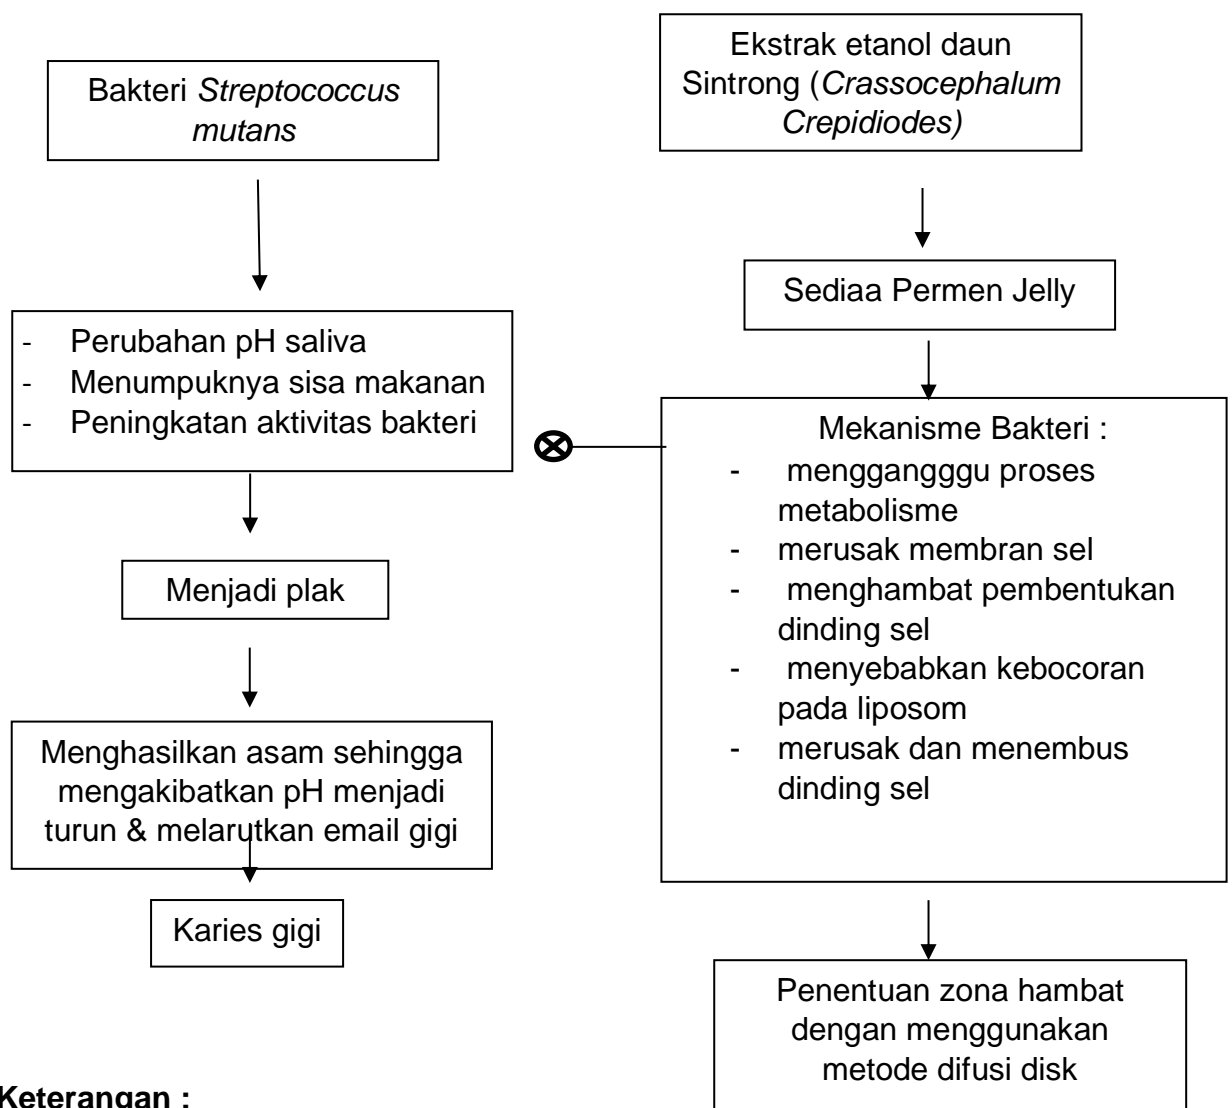 Bakteri Streptococcus
mutans
- Perubahan pH saliva
- Menumpuknya sisa makanan
- Peningkatan aktivitas bakteri
Menjadi plak
Menghasilkan asam sehingga
mengakibatkan pH menjadi
turun & melarutkan email gigi
Karies gigi
Ekstrak etanol daun
Sintrong (Crassocephalum
Crepidiodes)
Sediaa Permen Jelly
Mekanisme Bakteri :
- menggangggu proses
metabolisme
- merusak membran sel
- menghambat pembentukan
dinding sel
- menyebabkan kebocoran
pada liposom
- merusak dan menembus
dinding sel
Penentuan zona hambat
dengan menggunakan
metode difusi disk
Keterangan :